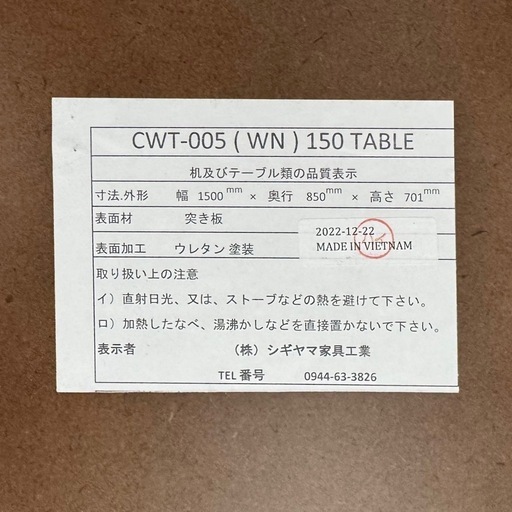 CWT-005 ( WN ) 150 TABLE
机及びテーブル類の品質表示
寸法.外形 幅 1500mm × 奥行 850mm × 高さ 701mm
表面材 突き板
2022-12-22
MADE IN VIETNAM
表面加工 ウレタン 塗装
取り扱い上の注意
イ）直射日光、又は、ストーブなどの熱を避けて下さい。
ロ）加熱したなべ、湯沸かしなどを直接置かないで下さい。
表示者 （株）シギヤマ家具工業
TEL 番号 0944-63-3826